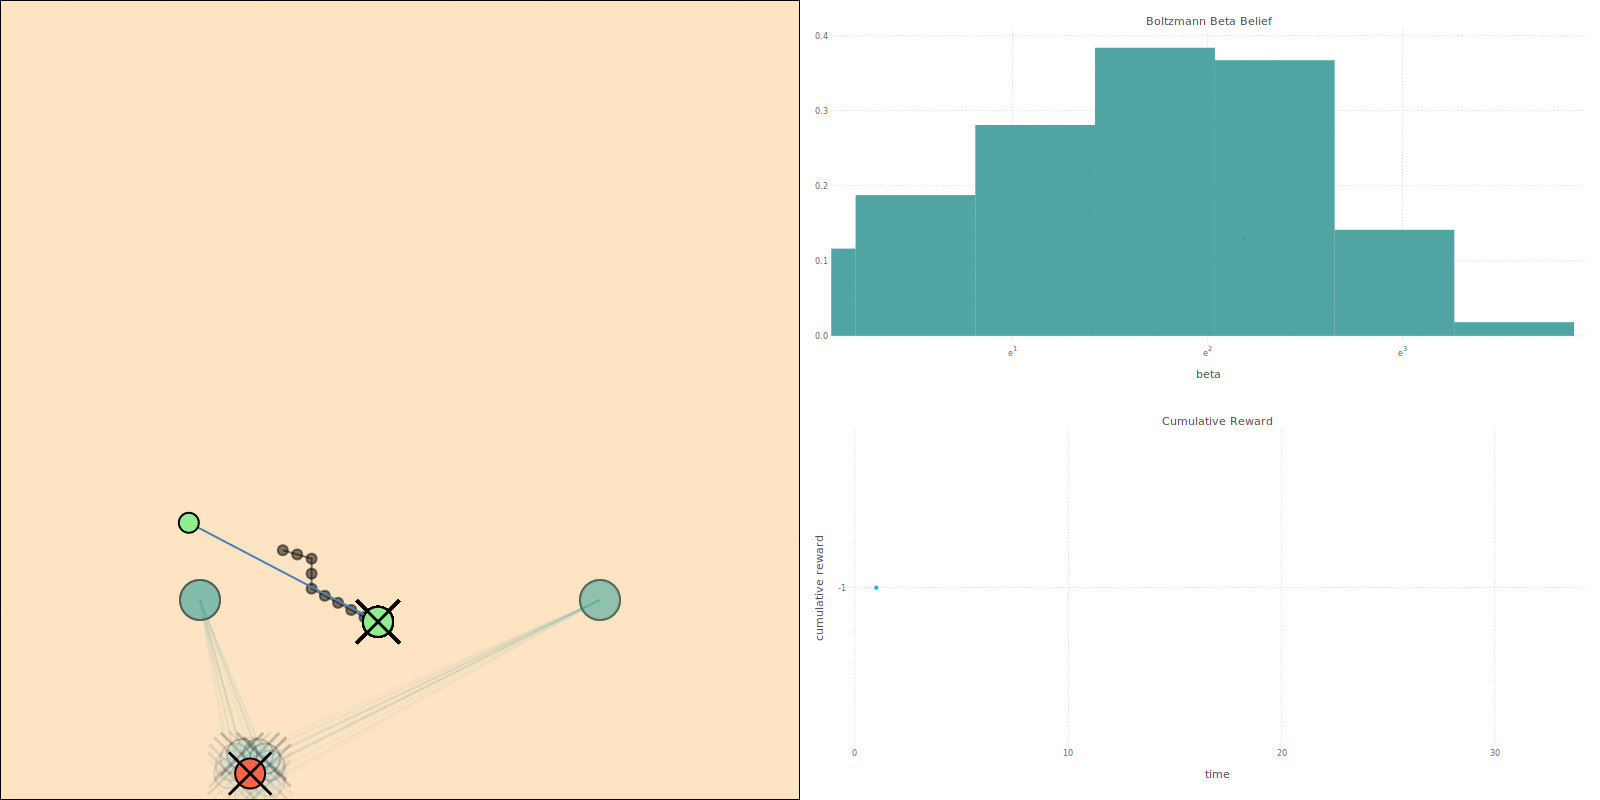 Boltzmann Beta Belief
0.4
0.3
0.2
0.1
0.0
e1 e2 e3
beta
Cumulative Reward
cumulative reward
-1
0 10 20 30
time